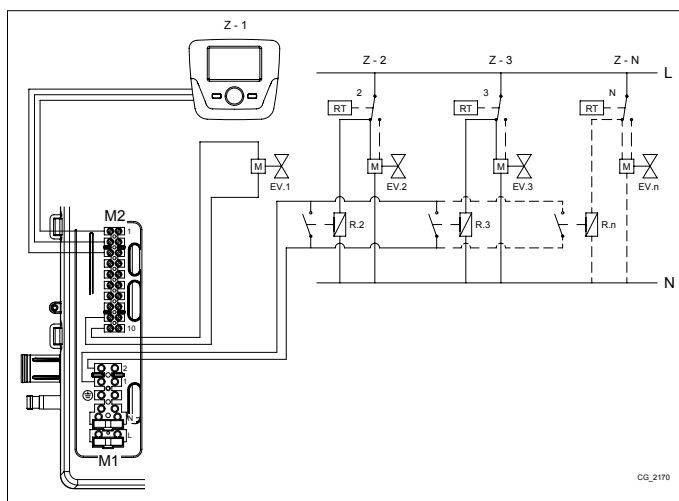 Z - 1
Z - 2
Z - 3
Z - N
L
2
3
N
RT
RT
RT
M
M
M
M
EV.1
EV.2
EV.3
EV.n
R.2
R.3
R.n
M2
1
10
N
2
1
N
L
M1
CG_2170